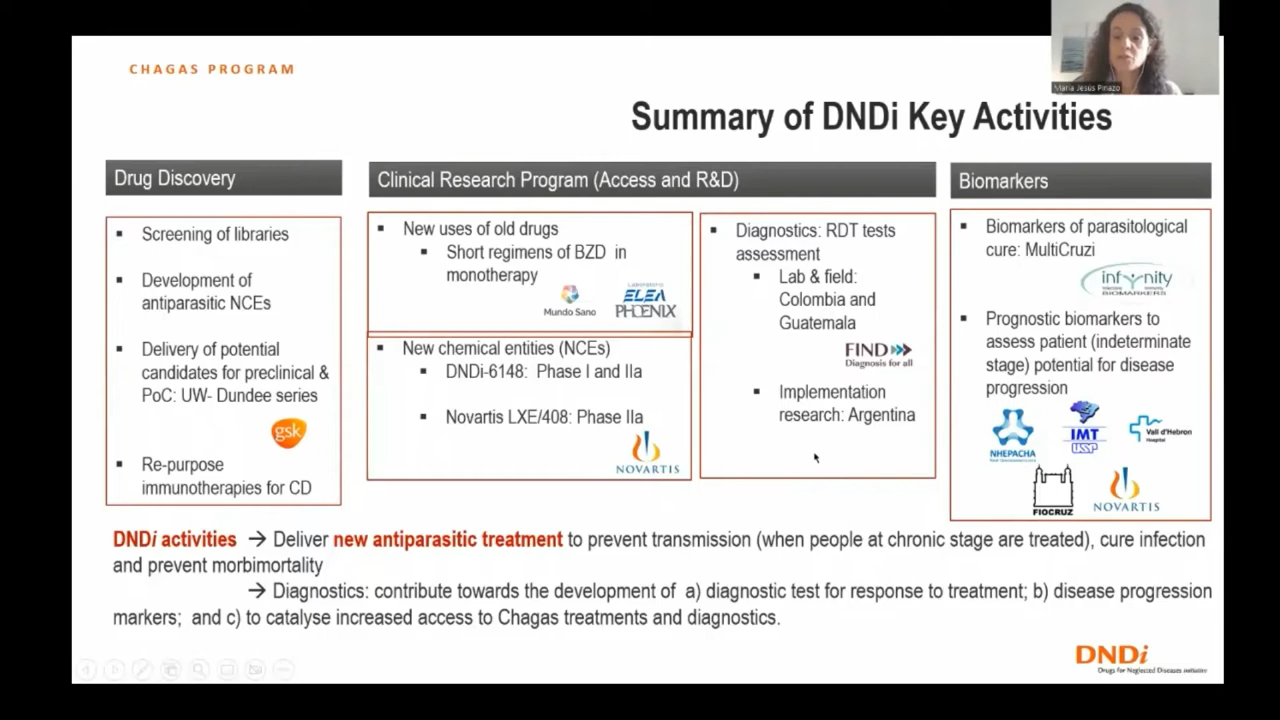 CHAGAS PROGRAM
Maria Jesus Pinazo
Summary of DNDi Key Activities
Drug Discovery
▪ Screening of libraries
▪ Development of
antiparasitic NCEs
▪ Delivery of potential
candidates for preclinical &
PoC: UW- Dundee series
gsk
▪ Re-purpose
immunotherapies for CD
Clinical Research Program (Access and R&D)
▪ New uses of old drugs
▪ Short regimens of BZD in
monotherapy
Mundo Sano
Laboratorio
ELEA
PHOENIX
▪ New chemical entities (NCEs)
▪ DNDi-6148: Phase I and IIa
▪ Novartis LXE/408: Phase IIa
NOVARTIS
▪ Diagnostics: RDT tests
assessment
▪ Lab & field:
Colombia and
Guatemala
FIND
Diagnosis for all
▪ Implementation
research: Argentina
Biomarkers
▪ Biomarkers of parasitological
cure: MultiCruzi
infynity
BIOMARKERS
▪ Prognostic biomarkers to
assess patient (indeterminate
stage) potential for disease
progression
NHEPACHA
IMT
USP
Vall d'Hebron
Hospital
FIOCRUZ
NOVARTIS
DNDi activities → Deliver new antiparasitic treatment to prevent transmission (when people at chronic stage are treated), cure infection
and prevent morbimortality
→ Diagnostics: contribute towards the development of a) diagnostic test for response to treatment; b) disease progression
markers; and c) to catalyse increased access to Chagas treatments and diagnostics.
DNDi
Drugs for Neglected Diseases initiative